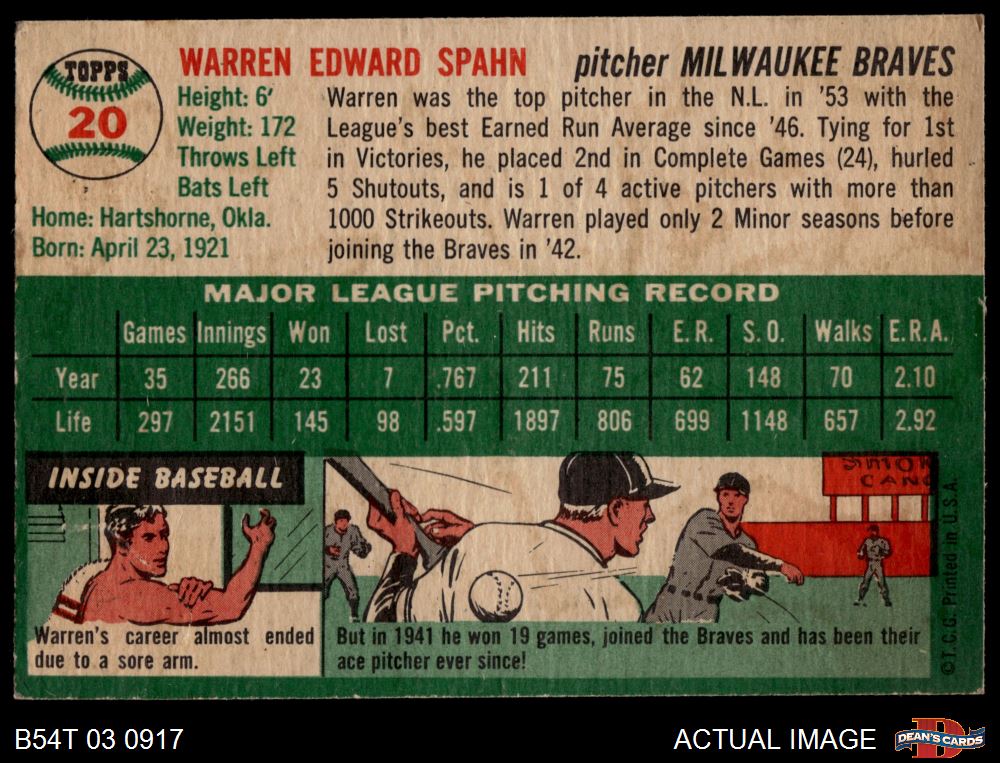 TOPPS
20
WARREN EDWARD SPAHN pitcher MILWAUKEE BRAVES
Height: 6'
Weight: 172
Throws Left
Bats Left
Home: Hartshorne, Okla.
Born: April 23, 1921
Warren was the top pitcher in the N.L. in '53 with the
League's best Earned Run Average since '46. Tying for 1st
in Victories, he placed 2nd in Complete Games (24), hurled
5 Shutouts, and is 1 of 4 active pitchers with more than
1000 Strikeouts. Warren played only 2 Minor seasons before
joining the Braves in '42.
MAJOR LEAGUE PITCHING RECORD
Games Innings Won Lost Pct. Hits Runs E.R. S.O. Walks E.R.A.
Year 35 266 23 7 .767 211 75 62 148 70 2.10
Life 297 2151 145 98 .597 1897 806 699 1148 657 2.92
INSIDE BASEBALL
Warren's career almost ended
due to a sore arm.
But in 1941 he won 19 games, joined the Braves and has been their
ace pitcher ever since!
© T.C.G. Printed in U.S.A.
B54T 03 0917
ACTUAL IMAGE
DEAN'S CARDS